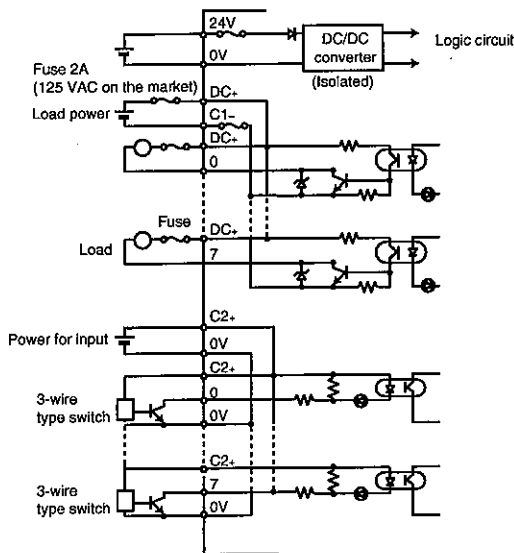 24V
0V
DC/DC
converter
(Isolated)
Logic circuit
Fuse 2A
(125 VAC on the market)
Load power
DC+
C1−
DC+
0
Fuse
Load
DC+
7
Power for input
C2+
0V
C2+
3-wire
type switch
0
0V
C2+
3-wire
type switch
7
0V